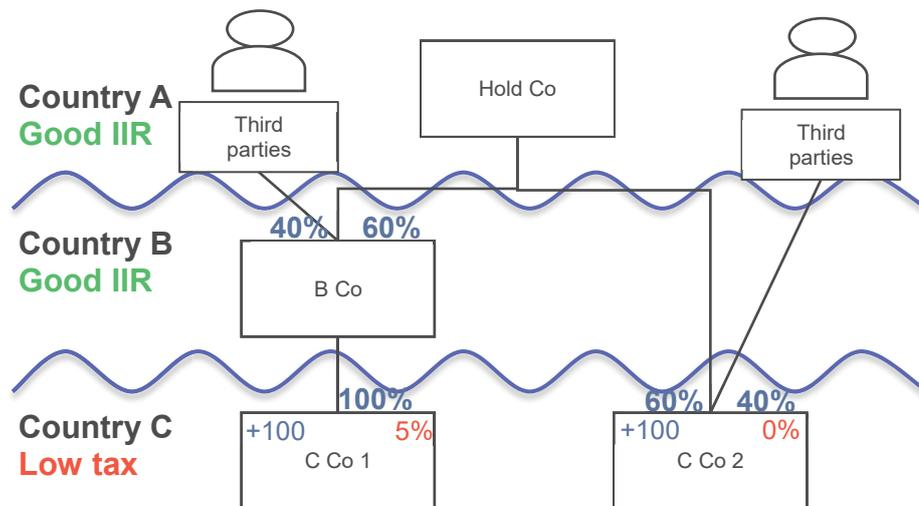 Hold Co
Country A
Good IIR
Third
parties
Third
parties
40%
60%
Country B
Good IIR
B Co
100%
60%
40%
Country C
Low tax
+100
5%
C Co 1
+100
0%
C Co 2